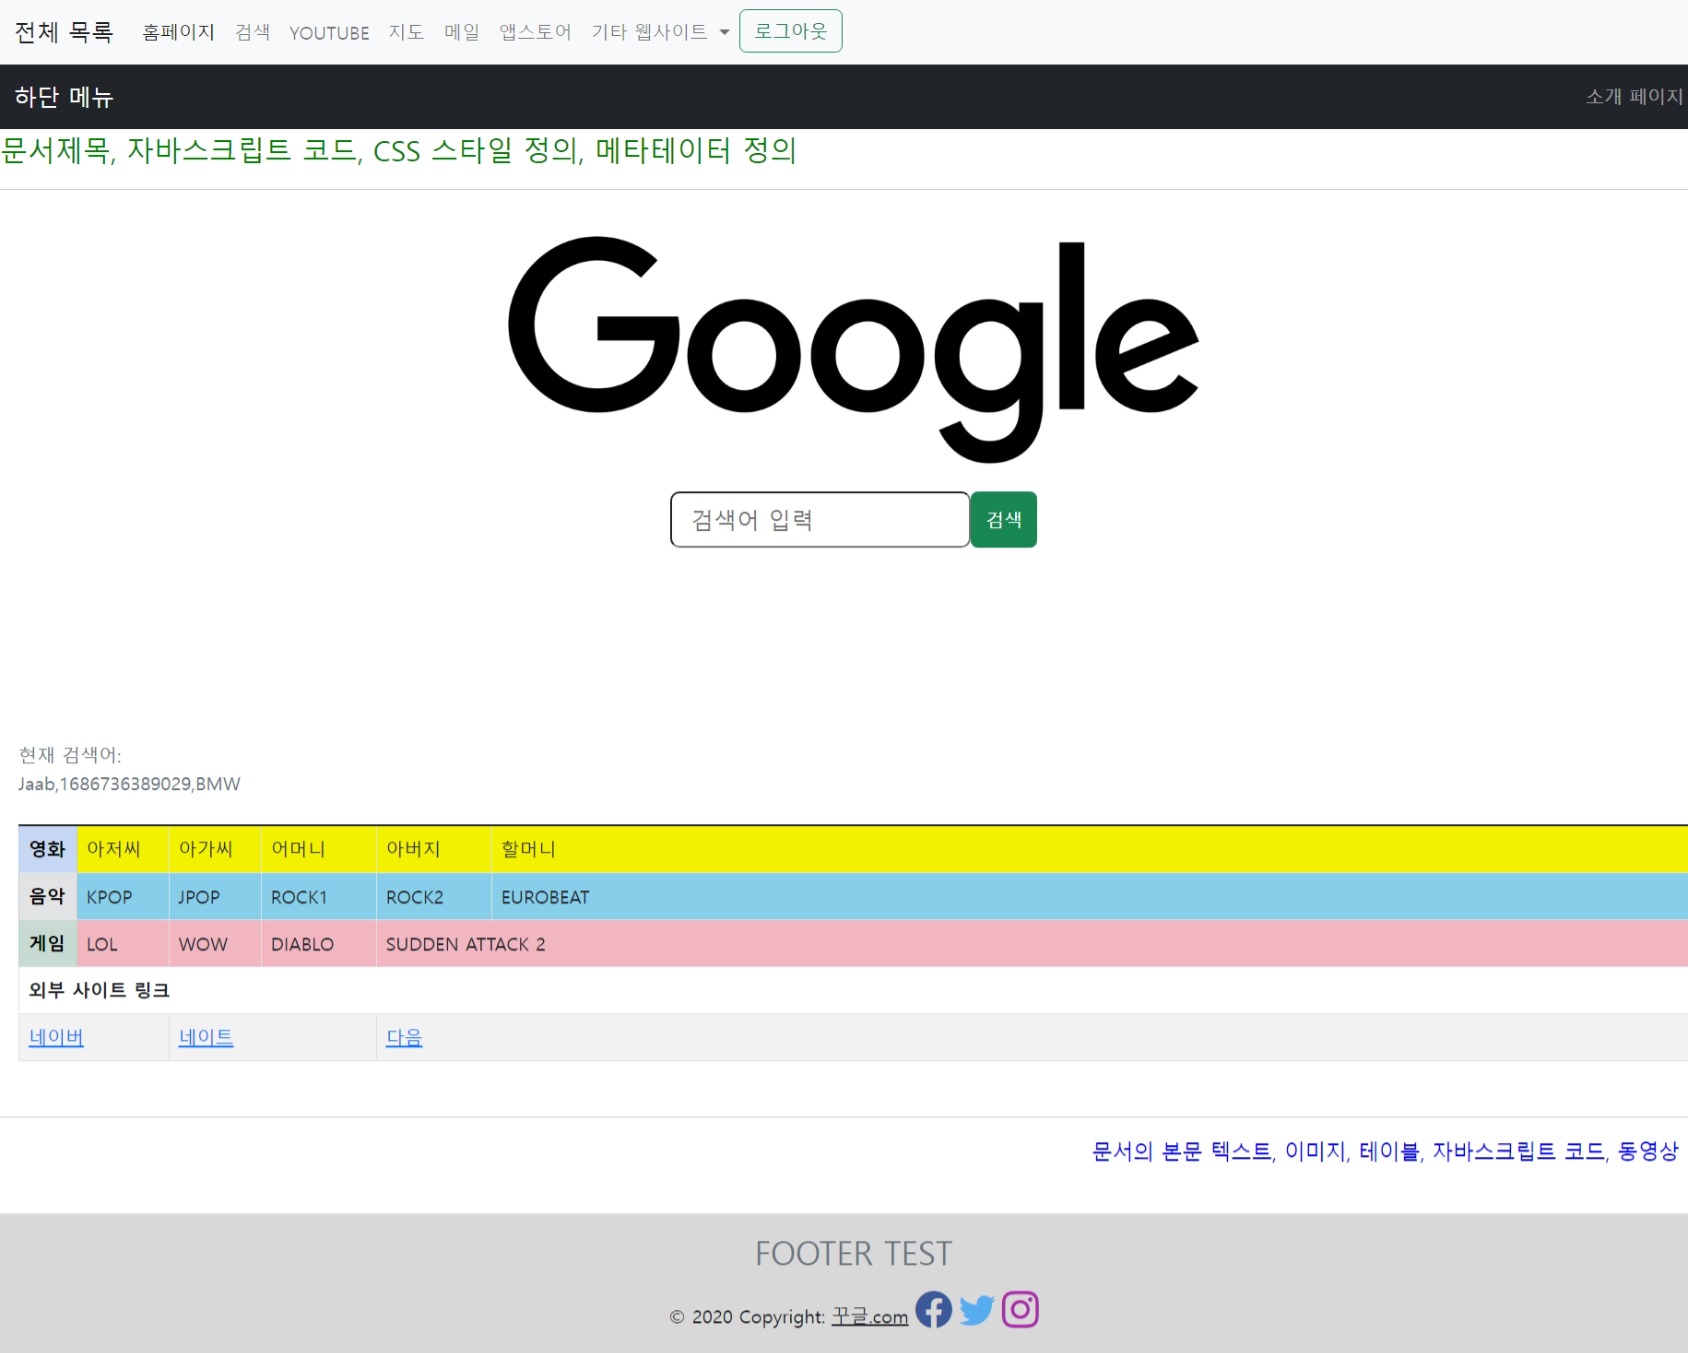 전체 목록 홈페이지 검색 YOUTUBE 지도 메일 앱스토어 기타 웹사이트 로그아웃
하단 메뉴 소개 페이지
문서제목, 자바스크립트 코드, CSS 스타일 정의, 메타테이터 정의
Google
검색어 입력 검색
현재 검색어:
Jaab,1686736389029,BMW
영화 아저씨 아가씨 어머니 아버지 할머니
음악 KPOP JPOP ROCK1 ROCK2 EUROBEAT
게임 LOL WOW DIABLO SUDDEN ATTACK 2
외부 사이트 링크
네이버 네이트 다음
문서의 본문 텍스트, 이미지, 테이블, 자바스크립트 코드, 동영상
FOOTER TEST
© 2020 Copyright: 꾸글.com